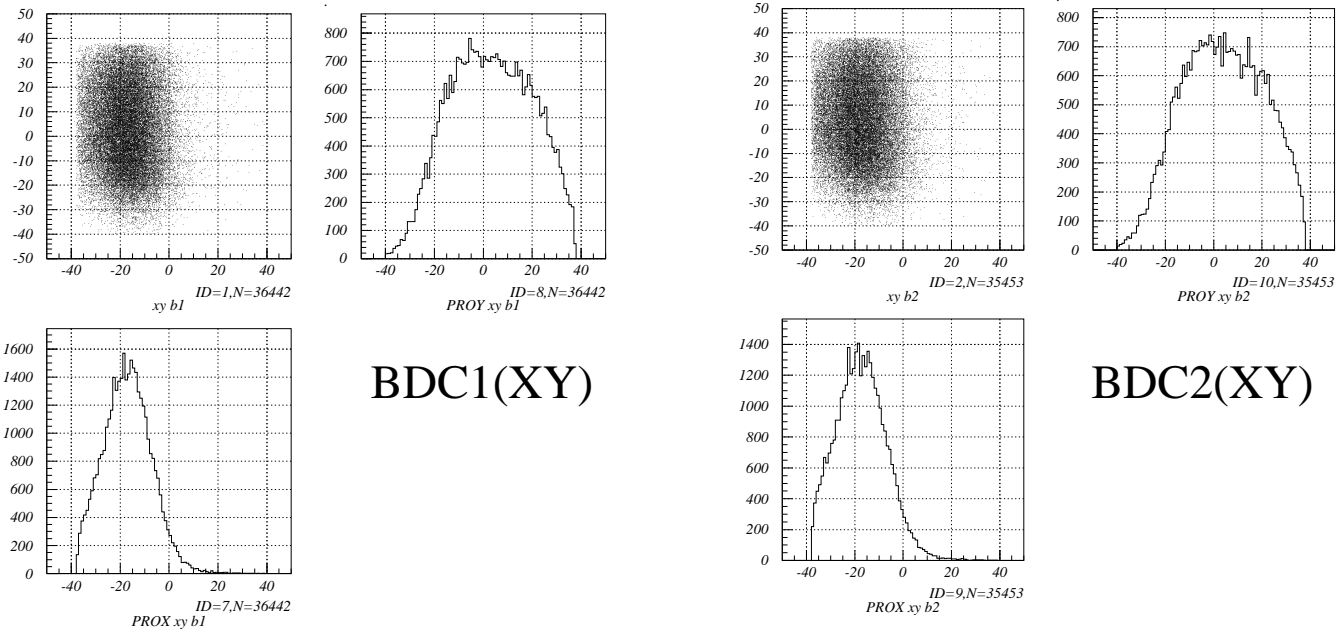 50
40
30
20
10
0
-10
-20
-30
-40
-50
-40 -20 0 20 40
ID=1,N=36442
xy b1
800
700
600
500
400
300
200
100
0
-40 -20 0 20 40
ID=8,N=36442
PROY xy b1
50
40
30
20
10
0
-10
-20
-30
-40
-50
-40 -20 0 20 40
ID=2,N=35453
xy b2
800
700
600
500
400
300
200
100
0
-40 -20 0 20 40
ID=10,N=35453
PROY xy b2
1600
1400
1200
1000
800
600
400
200
0
-40 -20 0 20 40
ID=7,N=36442
PROX xy b1
BDC1(XY)
1400
1200
1000
800
600
400
200
0
-40 -20 0 20 40
ID=9,N=35453
PROX xy b2
BDC2(XY)